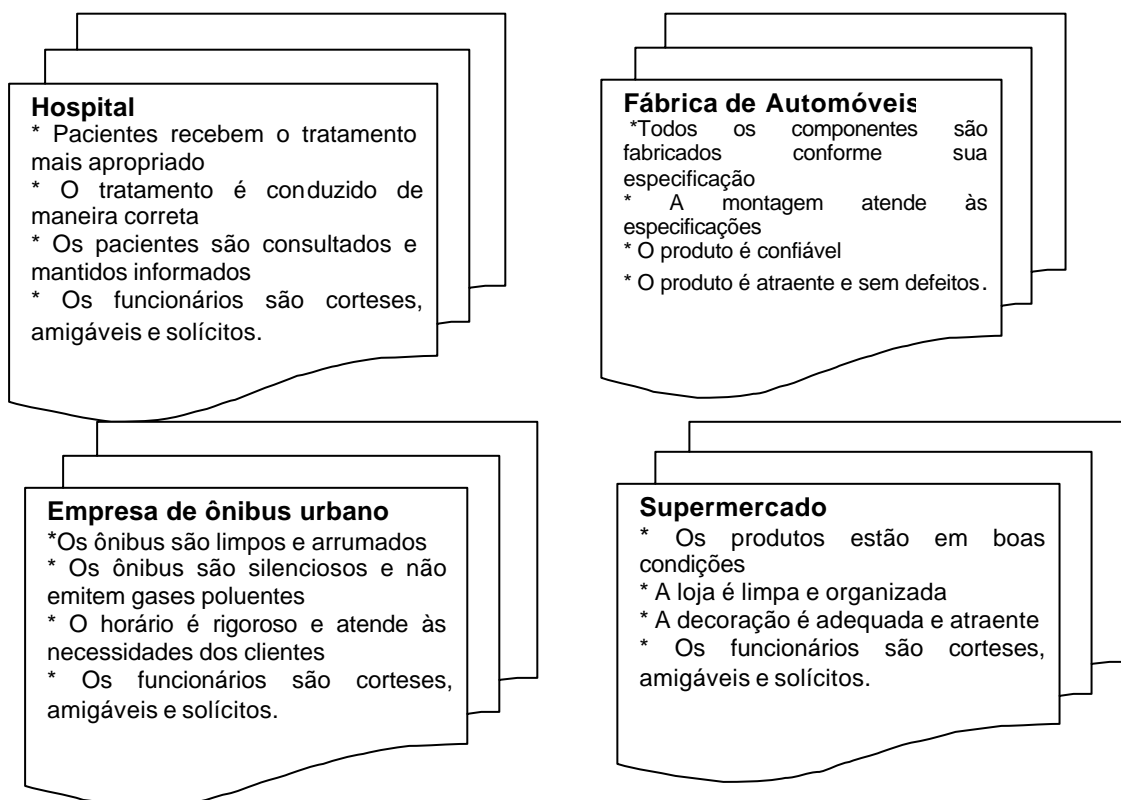 Hospital
* Pacientes recebem o tratamento
mais apropriado
* O tratamento é conduzido de
maneira correta
* Os pacientes são consultados e
mantidos informados
* Os funcionários são corteses,
amigáveis e solícitos.
Fábrica de Automóveis
*Todos os componentes são
fabricados conforme sua
especificação
* A montagem atende às
especificações
* O produto é confiável
* O produto é atraente e sem defeitos.
Empresa de ônibus urbano
*Os ônibus são limpos e arrumados
* Os ônibus são silenciosos e não
emitem gases poluentes
* O horário é rigoroso e atende às
necessidades dos clientes
* Os funcionários são corteses,
amigáveis e solícitos.
Supermercado
* Os produtos estão em boas
condições
* A loja é limpa e organizada
* A decoração é adequada e atraente
* Os funcionários são corteses,
amigáveis e solícitos.